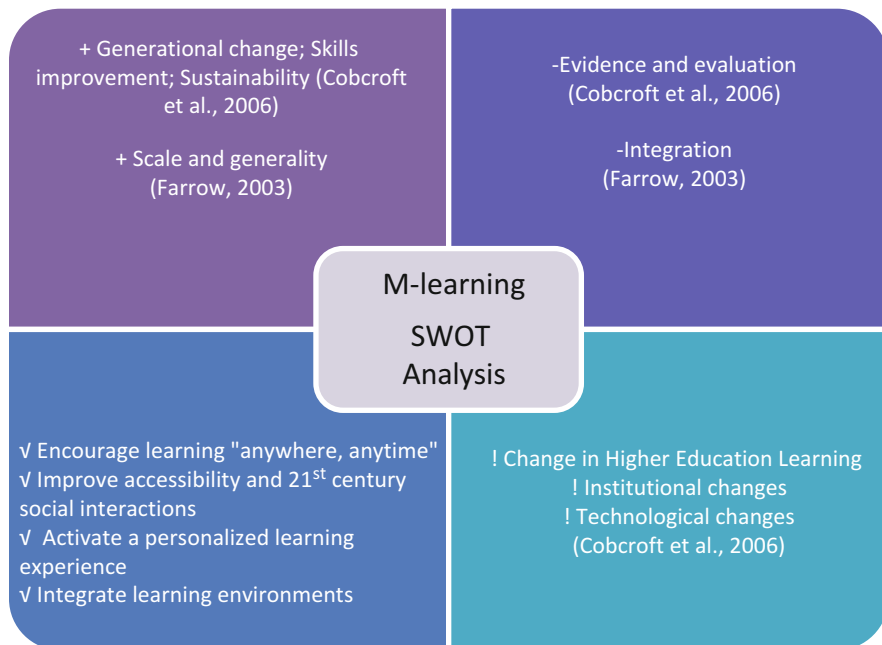 + Generational change; Skills
improvement; Sustainability (Cobcroft
et al., 2006)
+ Scale and generality
(Farrow, 2003)
-Evidence and evaluation
(Cobcroft et al., 2006)
-Integration
(Farrow, 2003)
M-learning
SWOT
Analysis
√ Encourage learning "anywhere, anytime"
√ Improve accessibility and 21st century
social interactions
√ Activate a personalized learning
experience
√ Integrate learning environments
! Change in Higher Education Learning
! Institutional changes
! Technological changes
(Cobcroft et al., 2006)